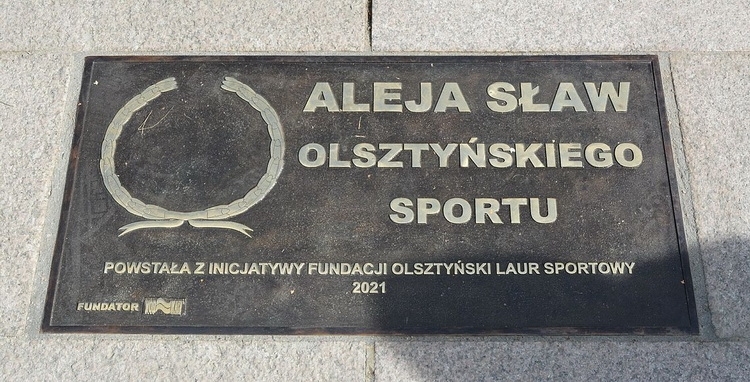 ALEJA SŁAW
OLSZTYŃSKIEGO
SPORTU
POWSTAŁA Z INICJATYWY FUNDACJI OLSZTYŃSKI LAUR SPORTOWY
2021
FUNDATOR